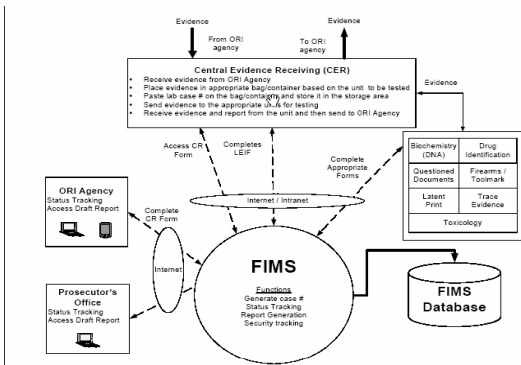 Evidence
Evidence
From ORI
agency
To ORI
agency
Central Evidence Receiving (CER)
• Receive evidence from ORI Agency
• Place evidence in appropriate bag/container based on the unit to be tested
• Paste lab case # on the bag/container and store it in the storage area
• Send evidence to the appropriate for testing
• Receive evidence and report from the unit and then send to ORI Agency
Evidence
Access CR
Form
Completes
LEIF
Complete
Appropriate
Forms
Biochemistry
(DNA)
Drug
Identification
Questioned
Documents
Firearms /
Toolmark
Latent
Print
Trace
Evidence
Toxicology
Internet / Intranet
ORI Agency
Status Tracking
Access Draft Report
Complete
CR Form
Internet
Prosecutor's
Office
Status Tracking
Access Draft Report
FIMS
Functions
Generate case #
Status Tracking
Report Generation
Security tracking
FIMS
Database